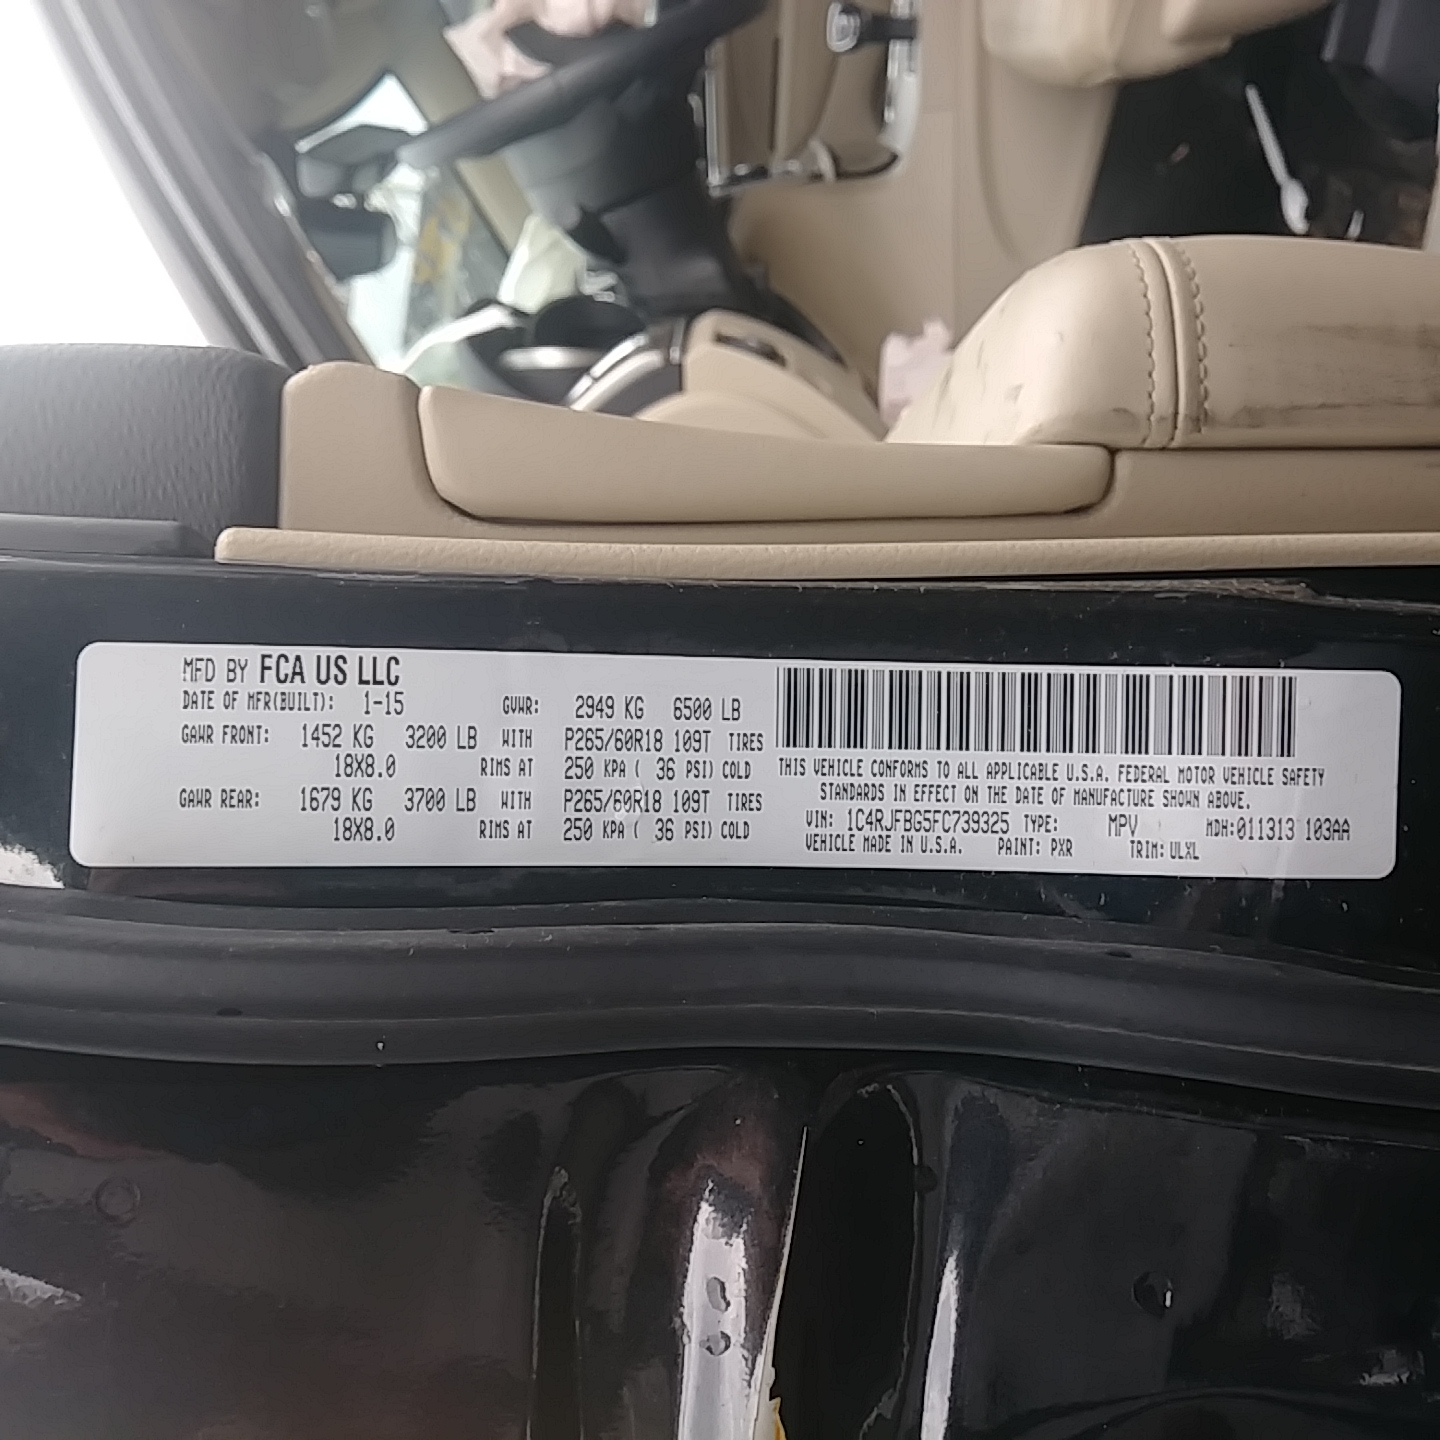 MFD BY FCA US LLC
DATE OF MFR(BUILT): 1-15 GVWR: 2949 KG 6500 LB
GAWR FRONT: 1452 KG 3200 LB WITH P265/60R18 109T TIRES
18X8.0 RIMS AT 250 KPA ( 36 PSI) COLD
GAWR REAR: 1679 KG 3700 LB WITH P265/60R18 109T TIRES
18X8.0 RIMS AT 250 KPA ( 36 PSI) COLD
THIS VEHICLE CONFORMS TO ALL APPLICABLE U.S.A. FEDERAL MOTOR VEHICLE SAFETY
STANDARDS IN EFFECT ON THE DATE OF MANUFACTURE SHOWN ABOVE.
VIN: 1C4RJFBG5FC739325 TYPE: MPV MDH:011313 103AA
VEHICLE MADE IN U.S.A. PAINT: PXR TRIM: ULXL